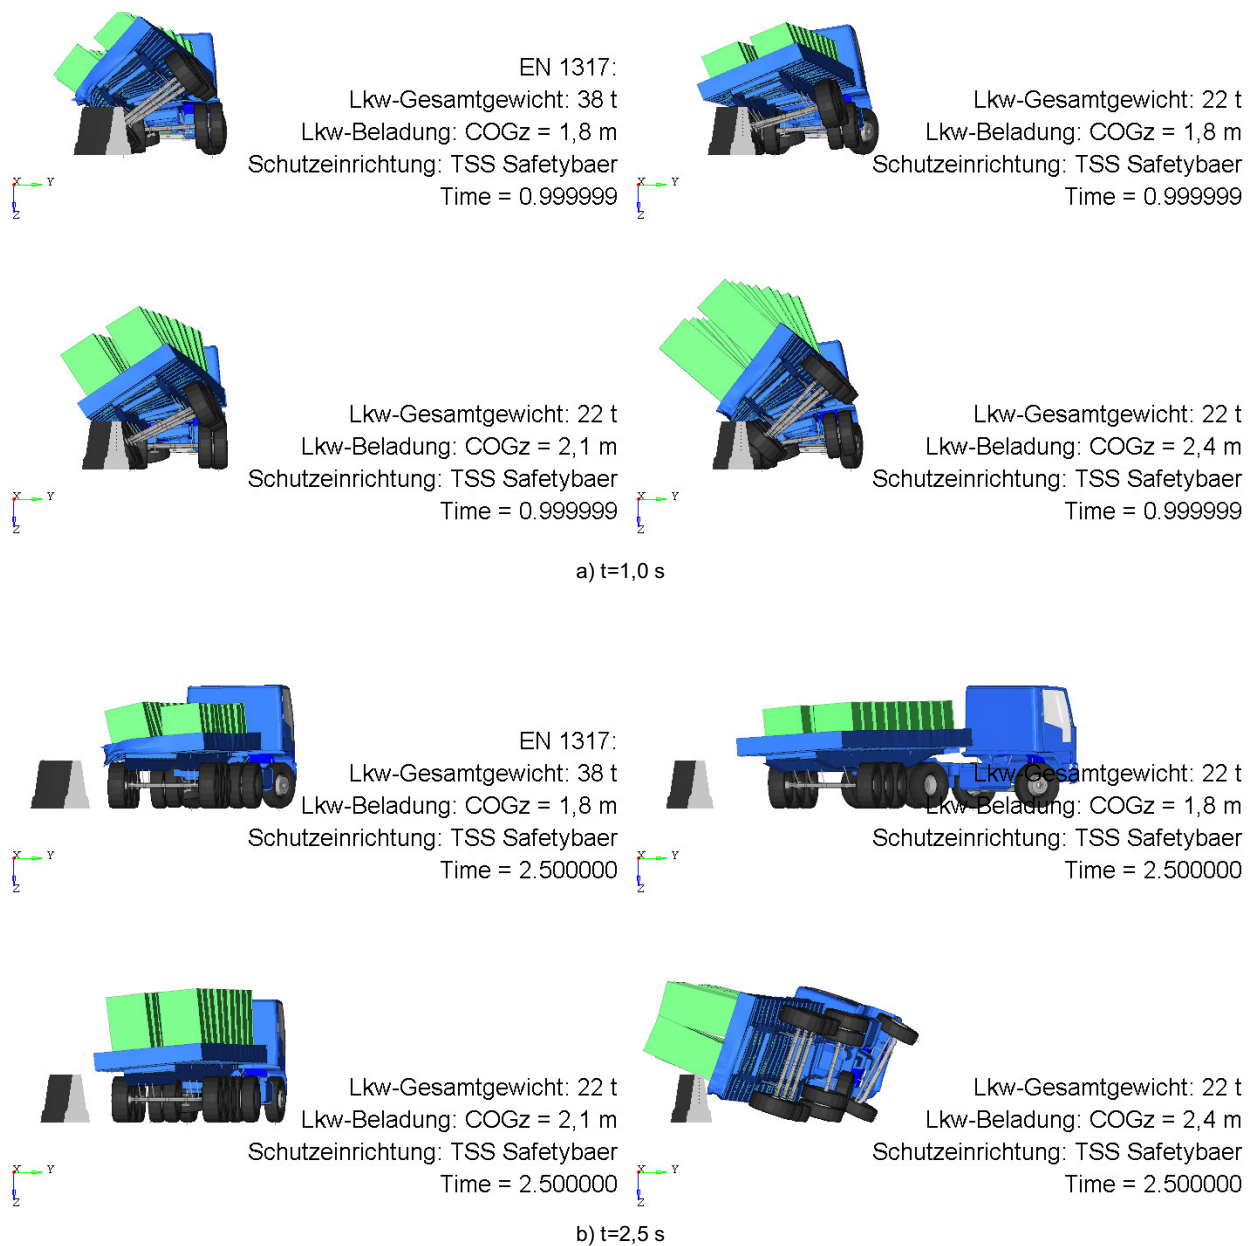 EN 1317:
Lkw-Gesamtgewicht: 38 t
Lkw-Beladung: COGz = 1,8 m
Schutzeinrichtung: TSS Safetybaer
Time = 0.999999
X Y
Z
Lkw-Gesamtgewicht: 22 t
Lkw-Beladung: COGz = 1,8 m
Schutzeinrichtung: TSS Safetybaer
Time = 0.999999
X Y
Z
Lkw-Gesamtgewicht: 22 t
Lkw-Beladung: COGz = 2,1 m
Schutzeinrichtung: TSS Safetybaer
Time = 0.999999
X Y
Z
Lkw-Gesamtgewicht: 22 t
Lkw-Beladung: COGz = 2,4 m
Schutzeinrichtung: TSS Safetybaer
Time = 0.999999
X Y
Z
a) t=1,0 s
EN 1317:
Lkw-Gesamtgewicht: 38 t
Lkw-Beladung: COGz = 1,8 m
Schutzeinrichtung: TSS Safetybaer
Time = 2.500000
X Y
Z
Lkw-Gesamtgewicht: 22 t
Lkw-Beladung: COGz = 1,8 m
Schutzeinrichtung: TSS Safetybaer
Time = 2.500000
X Y
Z
Lkw-Gesamtgewicht: 22 t
Lkw-Beladung: COGz = 2,1 m
Schutzeinrichtung: TSS Safetybaer
Time = 2.500000
X Y
Z
Lkw-Gesamtgewicht: 22 t
Lkw-Beladung: COGz = 2,4 m
Schutzeinrichtung: TSS Safetybaer
Time = 2.500000
X Y
Z
b) t=2,5 s